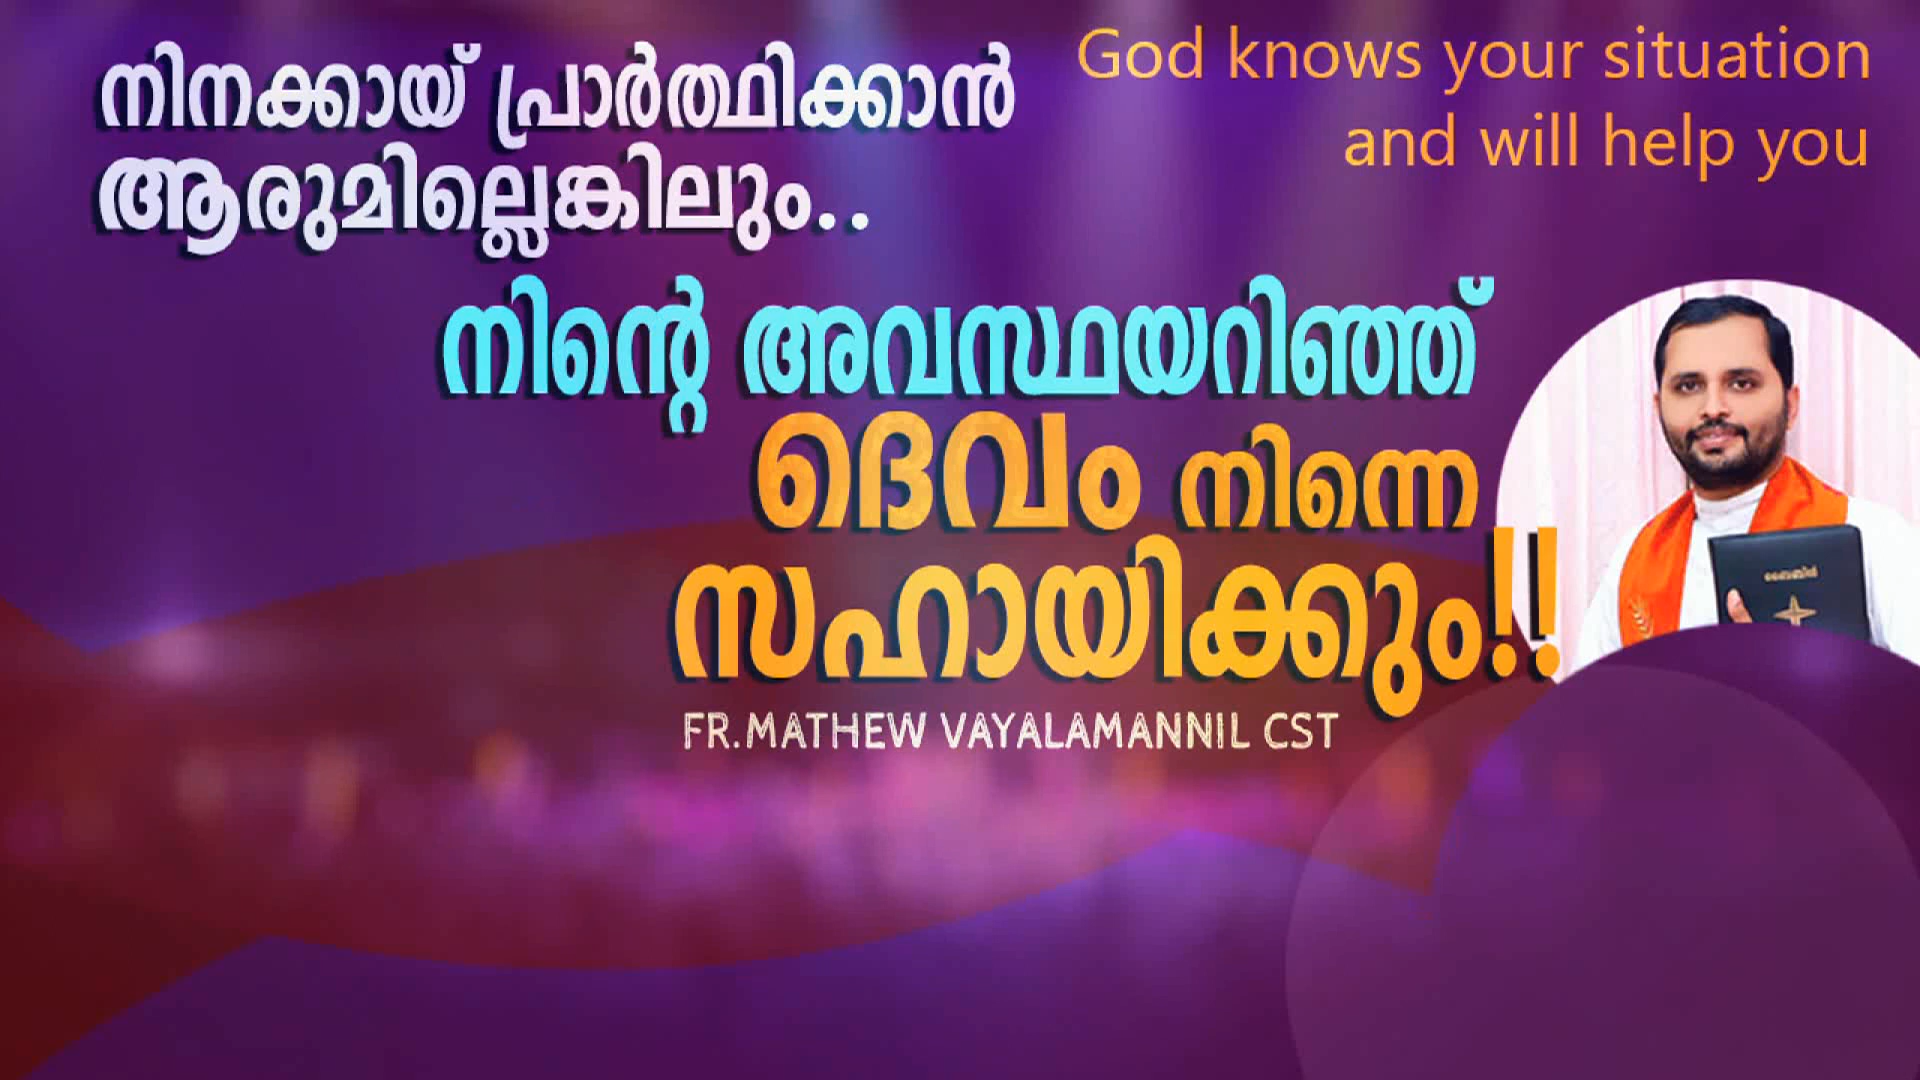 നിനക്കായ് പ്രാർത്ഥിക്കാൻ
ആരുമില്ലെങ്കിലും..
God knows your situation
and will help you
നിന്റെ അവസ്ഥയറിഞ്ഞ്
ദൈവം നിന്നെ
സഹായിക്കും!!
FR.MATHEW VAYALAMANNIL CST
ബൈബിൾ